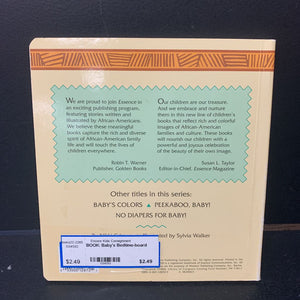 We are proud to join Essence in
an exciting publishing program,
featuring stories written and
illustrated by African-Americans.
We believe these meaningful
books capture the rich and diverse
spirit of African-American family
life and will touch the lives of
children everywhere.
Robin T. Warner
Publisher, Golden Books
Our children are our treasure.
And we embrace and nurture
them in this new line of children's
books that reflect rich and colorful
images of African-American
families and culture. These books
will nourish our children with
powerful and joyous celebration
of the beauty of their own image.
Susan L. Taylor
Editor-in-Chief, Essence Magazine
Other titles in this series:
BABY'S COLORS ▲ PEEKABOO, BABY!
NO DIAPERS FOR BABY!
by Sylvia Walker
BOOK: Baby's Bedtime-board
$2.49
$2.49